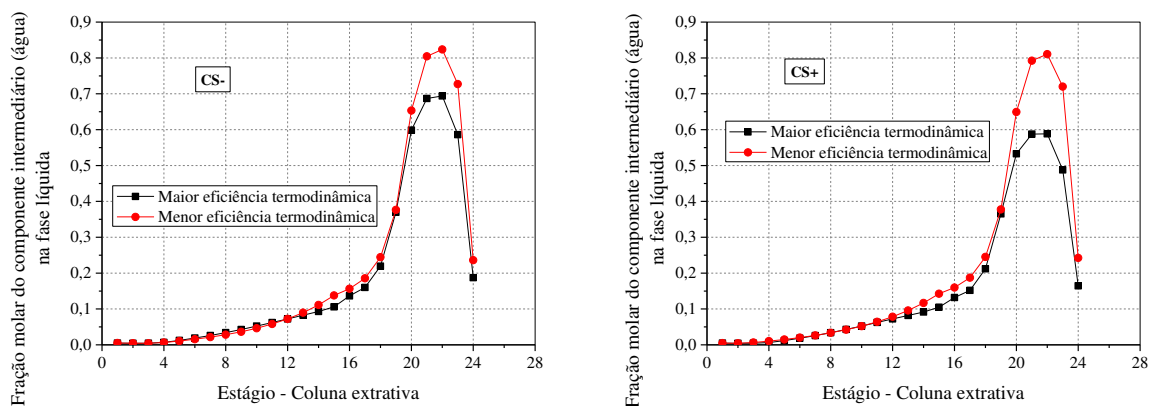 Fração molar do componente intermediário (água)
na fase líquida
0,9
0,8
0,7
0,6
0,5
0,4
0,3
0,2
0,1
0,0
CS-
Maior eficiência termodinâmica
Menor eficiência termodinâmica
0 4 8 12 16 20 24 28
Estágio - Coluna extrativa
Fração molar do componente intermediário (água)
na fase líquida
0,9
0,8
0,7
0,6
0,5
0,4
0,3
0,2
0,1
0,0
CS+
Maior eficiência termodinâmica
Menor eficiência termodinâmica
0 4 8 12 16 20 24 28
Estágio - Coluna extrativa